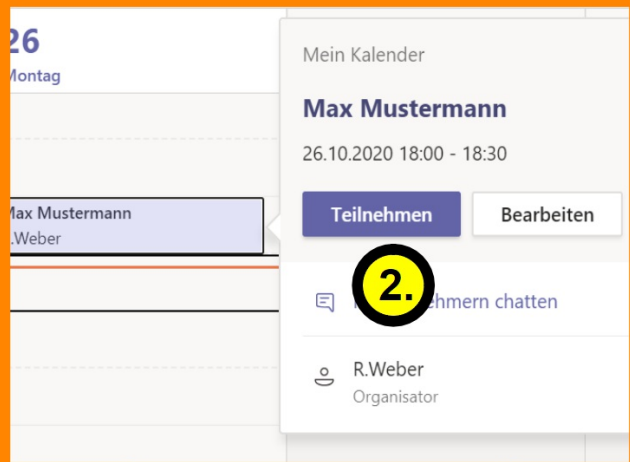 26
Montag
Max Mustermann
.Weber
Mein Kalender
Max Mustermann
26.10.2020 18:00 - 18:30
Teilnehmen
Bearbeiten
2.
chatten
R.Weber
Organisator